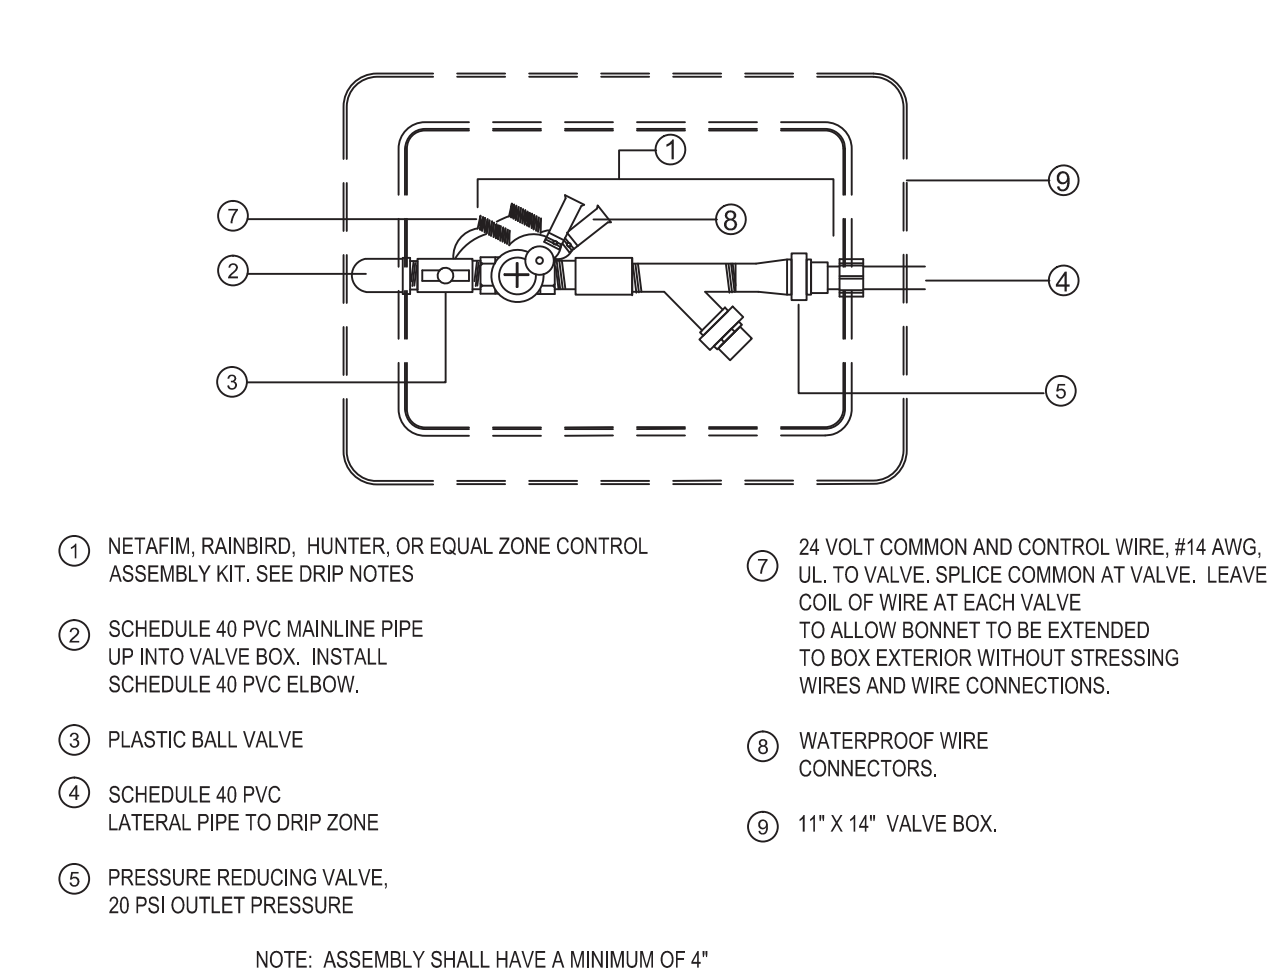 1
7
8
9
2
4
3
5
1 NETAFIM, RAINBIRD, HUNTER, OR EQUAL ZONE CONTROL
ASSEMBLY KIT. SEE DRIP NOTES
2 SCHEDULE 40 PVC MAINLINE PIPE
UP INTO VALVE BOX. INSTALL
SCHEDULE 40 PVC ELBOW.
3 PLASTIC BALL VALVE
4 SCHEDULE 40 PVC
LATERAL PIPE TO DRIP ZONE
5 PRESSURE REDUCING VALVE,
20 PSI OUTLET PRESSURE
7 24 VOLT COMMON AND CONTROL WIRE, #14 AWG,
UL. TO VALVE. SPLICE COMMON AT VALVE. LEAVE
COIL OF WIRE AT EACH VALVE
TO ALLOW BONNET TO BE EXTENDED
TO BOX EXTERIOR WITHOUT STRESSING
WIRES AND WIRE CONNECTIONS.
8 WATERPROOF WIRE
CONNECTORS.
9 11" X 14" VALVE BOX.
NOTE: ASSEMBLY SHALL HAVE A MINIMUM OF 4"